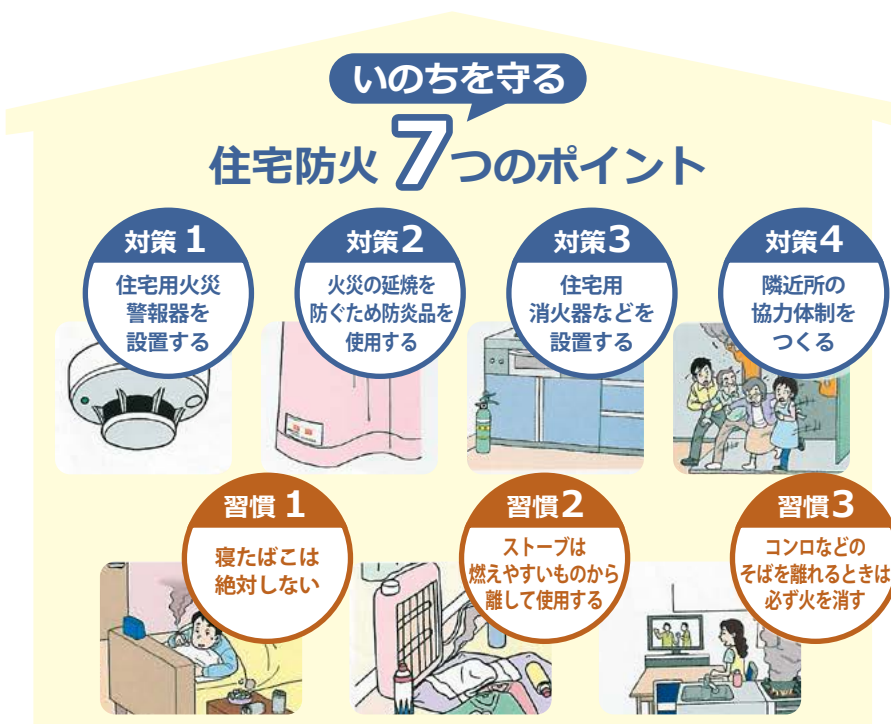 いのちを守る
住宅防火 7つのポイント
対策 1
住宅用火災
警報器を
設置する
対策2
火災の延焼を
防ぐため防炎品を
使用する
対策3
住宅用
消火器などを
設置する
対策4
隣近所の
協力体制を
つくる
習慣 1
寝たばこは
絶対しない
習慣2
ストーブは
燃えやすいものから
離して使用する
習慣3
コンロなどの
そばを離れるときは
必ず火を消す